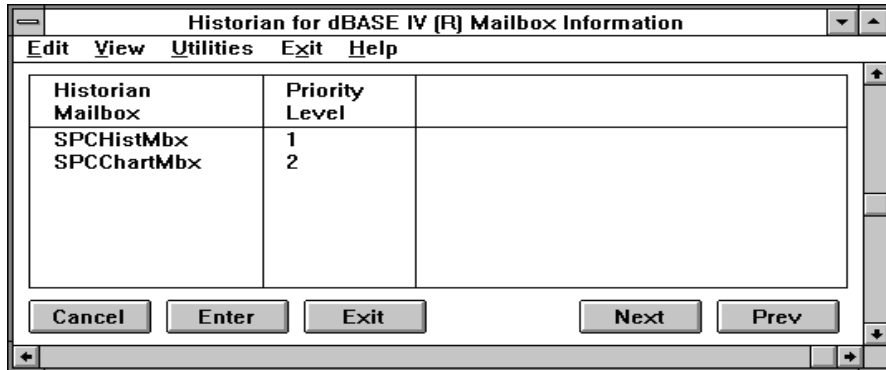 Historian for dBASE IV (R) Mailbox Information
Edit View Utilities Exit Help
Historian Priority
Mailbox Level
SPCHistMbx 1
SPCChartMbx 2
Cancel Enter Exit Next Prev